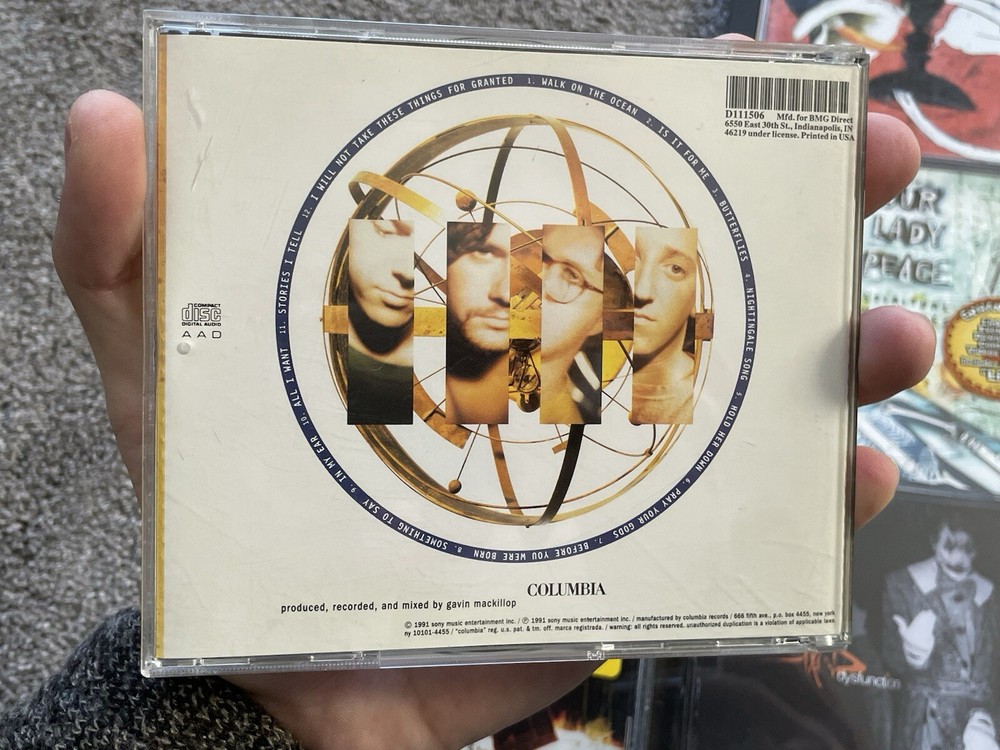 1. WALK ON THE OCEAN
2. IS IT FOR ME
3. BUTTERFLIES
4. NIGHTINGALE SONG
5. HOLD HER DOWN
6. PRAY YOUR GODS
7. BEFORE YOU WERE BORN
8. SOMETHING TO SAY
9. IN MY EAR
10. ALL I WANT
11. STORIES I TELL
12. I WILL NOT TAKE THESE THINGS FOR GRANTED
D111506 Mfd. for BMG Direct
6550 East 30th St., Indianapolis, IN
46219 under license. Printed in USA
COMPACT
disc
DIGITAL AUDIO
AAD
COLUMBIA
produced, recorded, and mixed by gavin mackillop
© 1991 sony music entertainment inc. / ℗ 1991 sony music entertainment inc. / manufactured by columbia records / 666 fifth ave., p.o. box 4455, new york
ny 10101-4455 / "columbia" reg. u.s. pat. & tm. off. marca registrada. / warning: all rights reserved. unauthorized duplication is a violation of applicable laws
OUR
LADY
PEACE
dysfunction